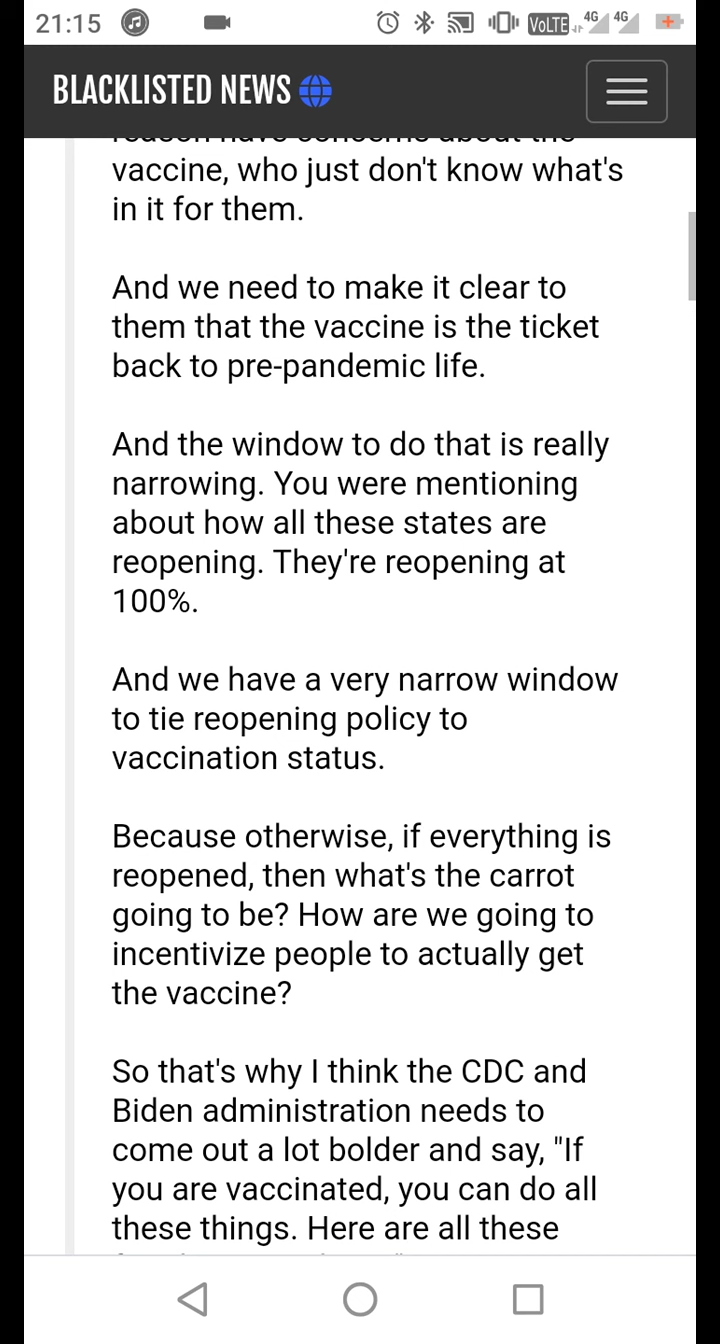 21:15
VoLTE 4G 4G
BLACKLISTED NEWS
reason have concerns about the
vaccine, who just don't know what's
in it for them.
And we need to make it clear to
them that the vaccine is the ticket
back to pre-pandemic life.
And the window to do that is really
narrowing. You were mentioning
about how all these states are
reopening. They're reopening at
100%.
And we have a very narrow window
to tie reopening policy to
vaccination status.
Because otherwise, if everything is
reopened, then what's the carrot
going to be? How are we going to
incentivize people to actually get
the vaccine?
So that's why I think the CDC and
Biden administration needs to
come out a lot bolder and say, "If
you are vaccinated, you can do all
these things. Here are all these